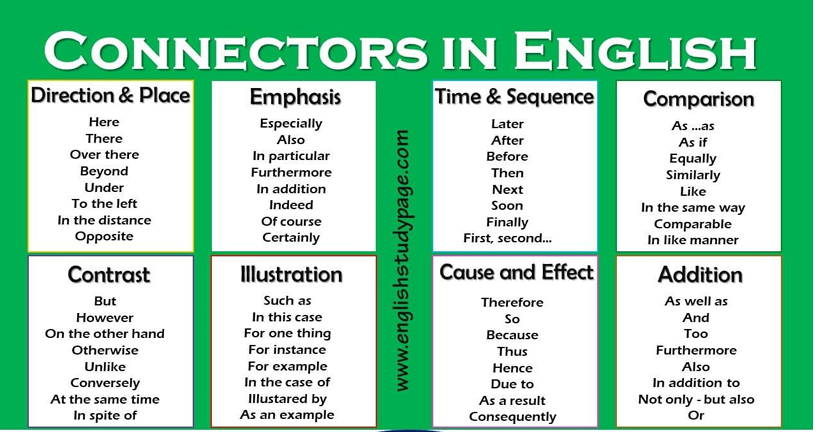 CONNECTORS IN ENGLISH
Direction & Place
Here
There
Over there
Beyond
Under
To the left
In the distance
Opposite
Emphasis
Especially
Also
In particular
Furthermore
In addition
Indeed
Of course
Certainly
www.englishstudypage.com
Time & Sequence
Later
After
Before
Then
Next
Soon
Finally
First, second...
Comparison
As ...as
As if
Equally
Similarly
Like
In the same way
Comparable
In like manner
Contrast
But
However
On the other hand
Otherwise
Unlike
Conversely
At the same time
In spite of
Illustration
Such as
In this case
For one thing
For instance
For example
In the case of
Illustared by
As an example
Cause and Effect
Therefore
So
Because
Thus
Hence
Due to
As a result
Consequently
Addition
As well as
And
Too
Furthermore
Also
In addition to
Not only - but also
Or